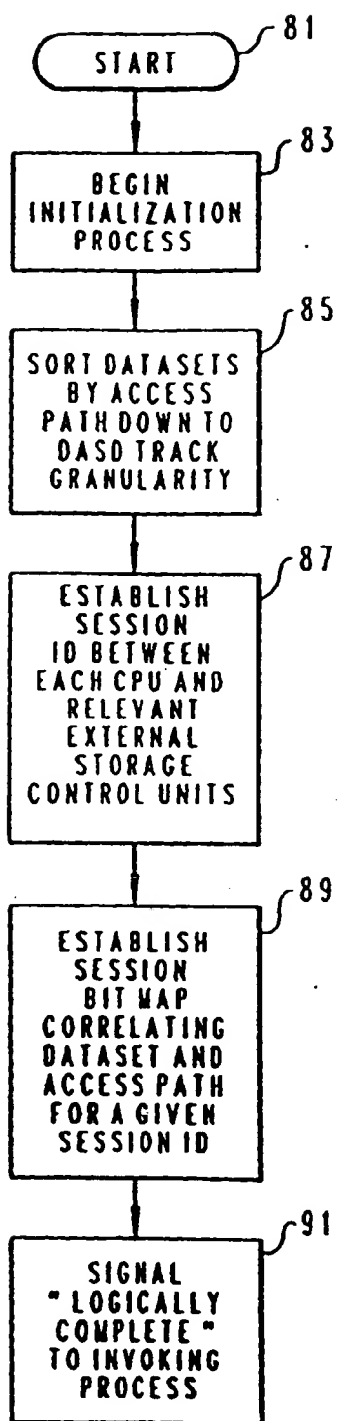 81
START
83
BEGIN
INITIALIZATION
PROCESS
85
SORT DATASETS
BY ACCESS
PATH DOWN TO
DASD TRACK
GRANULARITY
87
ESTABLISH
SESSION
ID BETWEEN
EACH CPU AND
RELEVANT
EXTERNAL
STORAGE
CONTROL UNITS
89
ESTABLISH
SESSION
BIT MAP
CORRELATING
DATASET AND
ACCESS PATH
FOR A GIVEN
SESSION ID
91
SIGNAL
"LOGICALLY
COMPLETE"
TO INVOKING
PROCESS